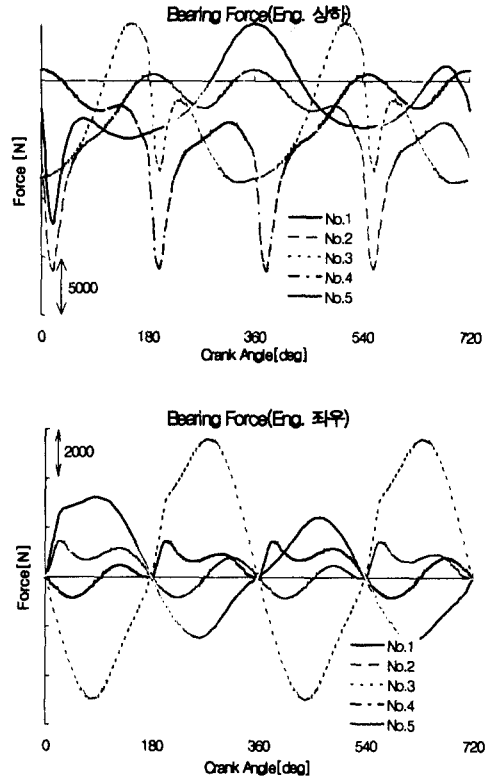 Bearing Force(Eng. 상하)
Force [N]
No.1
No.2
No.3
No.4
No.5
5000
0 180 360 540 720
Crank Angle[deg]
Bearing Force(Eng. 좌우)
2000
Force [N]
No.1
No.2
No.3
No.4
No.5
0 180 360 540 720
Crank Angle[deg]